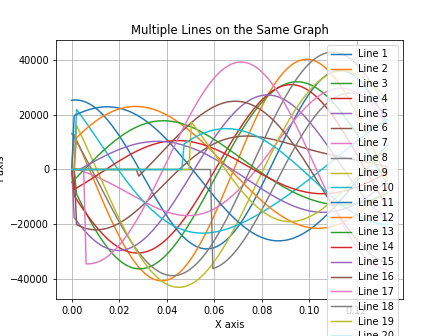 Multiple Lines on the Same Graph
40000
20000
0
−20000
−40000
0.00 0.02 0.04 0.06 0.08 0.10
X axis
axis
Line 1
Line 2
Line 3
Line 4
Line 5
Line 6
Line 7
Line 8
Line 9
Line 10
Line 11
Line 12
Line 13
Line 14
Line 15
Line 16
Line 17
Line 18
Line 19
Line 20